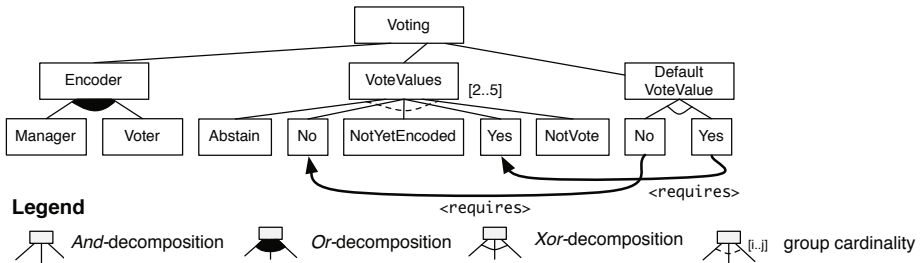 Voting
Encoder
VoteValues
[2..5]
Default
VoteValue
Manager
Voter
Abstain
No
NotYetEncoded
Yes
NotVote
No
Yes
<requires>
<requires>
Legend
And-decomposition
Or-decomposition
Xor-decomposition
[i..j]
group cardinality